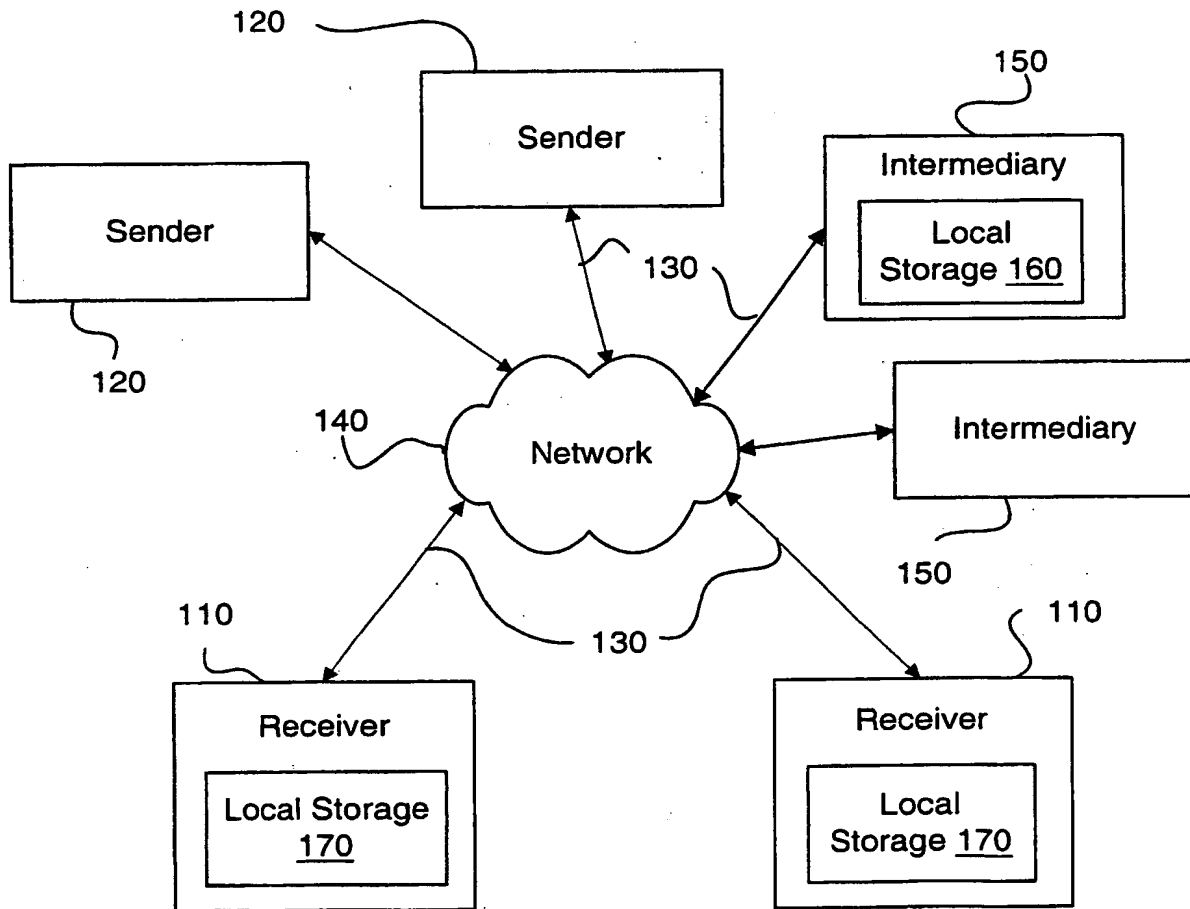 120
Sender
150
Intermediary
Local
Storage 160
Sender
130
120
140
Network
Intermediary
150
110
130
110
Receiver
Local Storage
170
Receiver
Local
Storage 170